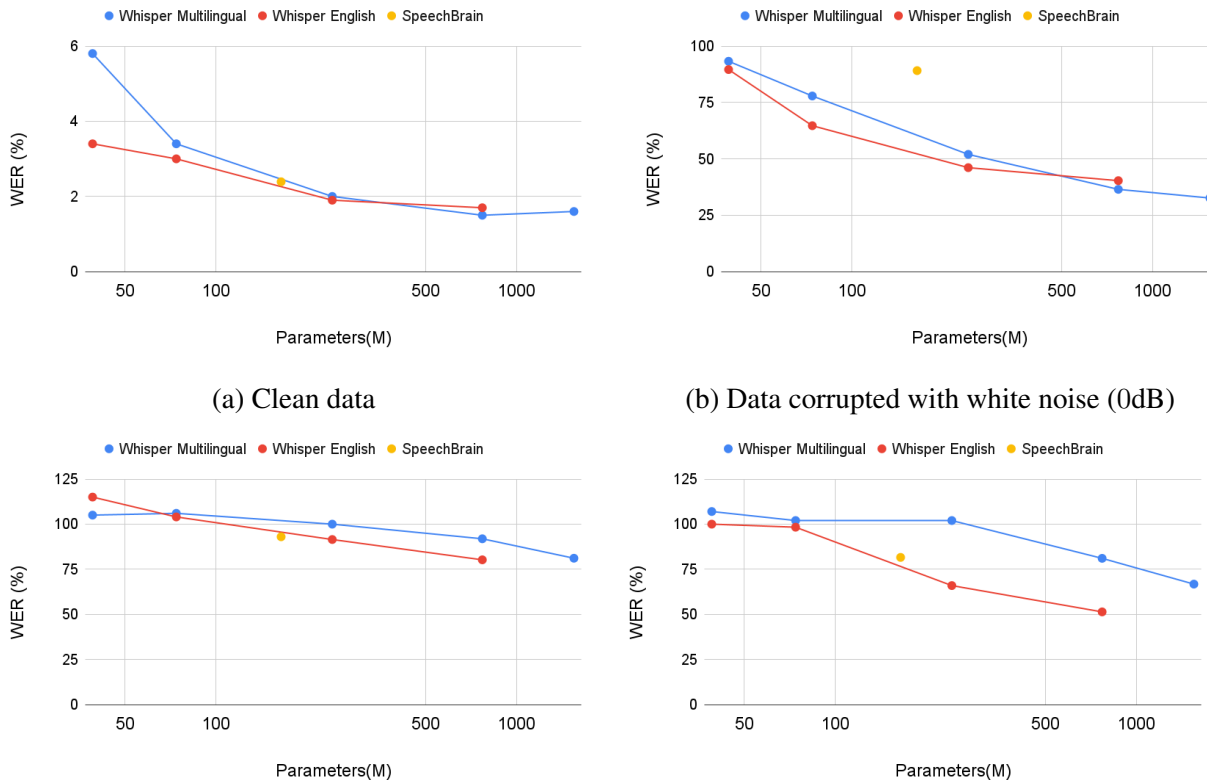 Whisper Multilingual Whisper English SpeechBrain
6
4
2
0
WER (%)
50 100 500 1000
Parameters(M)
(a) Clean data
Whisper Multilingual Whisper English SpeechBrain
100
75
50
25
0
WER (%)
50 100 500 1000
Parameters(M)
(b) Data corrupted with white noise (0dB)
Whisper Multilingual Whisper English SpeechBrain
125
100
75
50
25
0
WER (%)
50 100 500 1000
Parameters(M)
Whisper Multilingual Whisper English SpeechBrain
125
100
75
50
25
0
WER (%)
50 100 500 1000
Parameters(M)